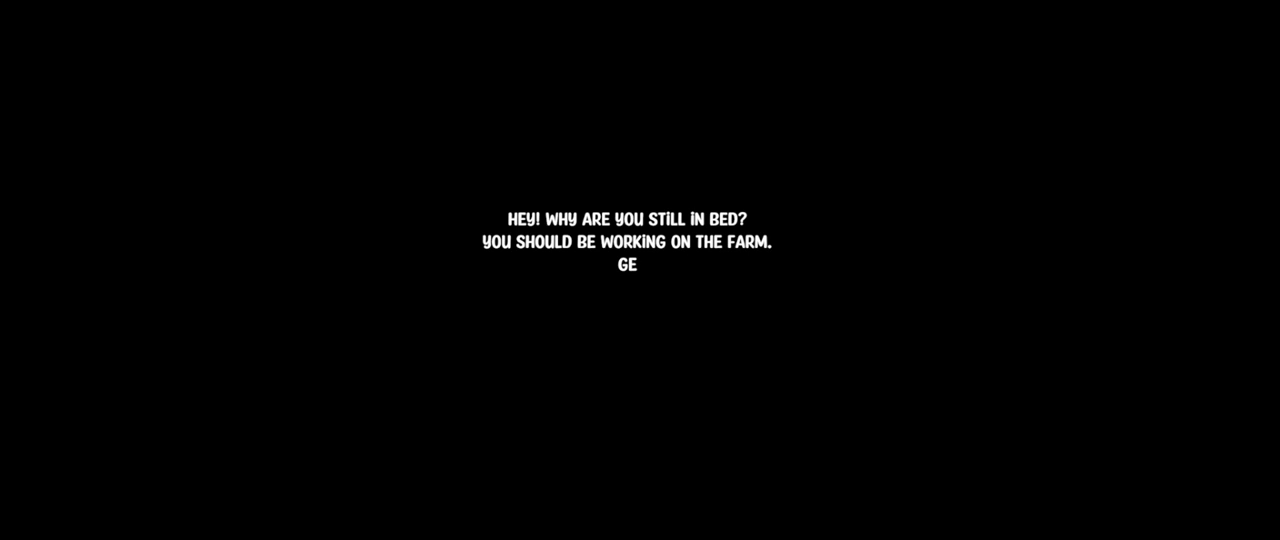 HEY! WHY ARE YOU STILL IN BED?
YOU SHOULD BE WORKING ON THE FARM.
GE